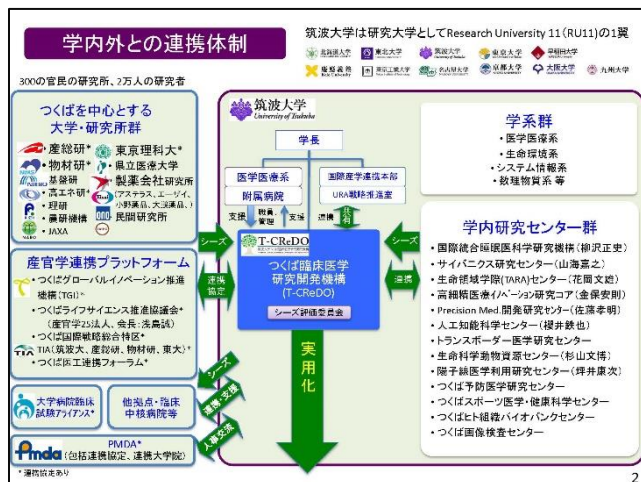 学内外との連携体制
筑波大学は研究大学としてResearch University 11(RU11)の1翼
北海道大学
東北大学
筑波大学
東京大学
早稲田大学
慶應義塾
Keio University
東京工業大学
名古屋大学
京都大学
大阪大学
九州大学
300の官民の研究所、2万人の研究者
つくばを中心とする
大学・研究所群
産総研*
物材研*
基盤研
高エネ研*
理研
農研機構
JAXA
東京理科大*
県立医療大
製薬会社研究所
(アステラス、エーザイ、
小野薬品、大鵬薬品、)
民間研究所
産官学連携プラットフォーム
・つくばグローバルイノベーション推進
機構(TGI)*
・つくばライフサイエンス推進協議会*
(産官学25法人、会長:浅島誠)
・つくば国際戦略総合特区*
TIA
・TIA(筑波大、産総研、物材研、東大)*
・つくば医工連携フォーラム*
大学病院臨床
試験アライアンス*
他拠点・臨床
中核病院等
Pmda
PMDA*
(包括連携協定、連携大学院)
* 連携協定あり
筑波大学
University of Tsukuba
学長
医学医療系
附属病院
国際産学連携本部
URA戦略推進室
支援
職員、
管理
支援
連携
共有
T-CReDO
つくば臨床医学
研究開発機構
(T-CReDO)
シーズ評価委員会
シーズ
連携
協定
シーズ
連携
シーズ
連携・支援
人事交流
実用化
学系群
・医学医療系
・生命環境系
・システム情報系
・数理物質系 等
学内研究センター群
・国際統合睡眠医科学研究機構(柳沢正史)
・サイバニクス研究センター(山海嘉之)
・生命領域学際(TARA)センター(花岡文雄)
・高細精医療イノベーション研究コア(金保安則)
・Precision Med.開発研究センター(佐藤孝明)
・人工知能科学センター(櫻井鉄也)
・トランスボーダー医学研究センター
・生命科学動物資源センター(杉山文博)
・陽子線医学利用研究センター(坪井康次)
・つくば予防医学研究センター
・つくばスポーツ医学・健康科学センター
・つくばヒト組織バイオバンクセンター
・つくば画像検査センター
2